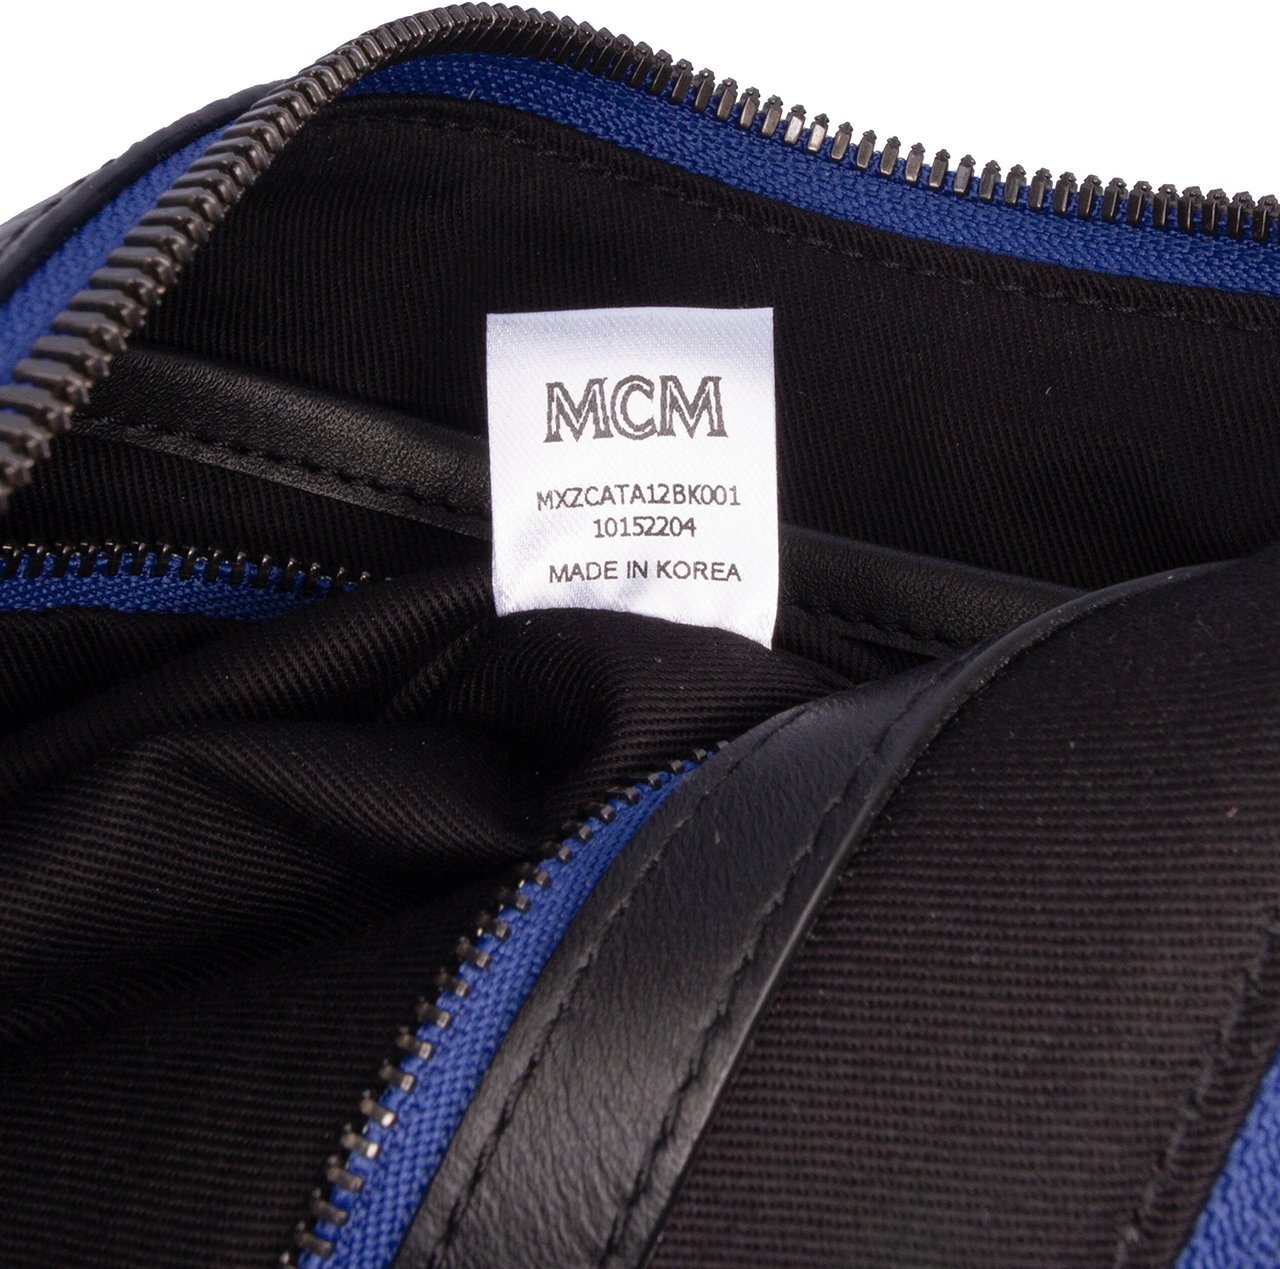 MCM
MXZCATA12BK001
10152204
MADE IN KOREA